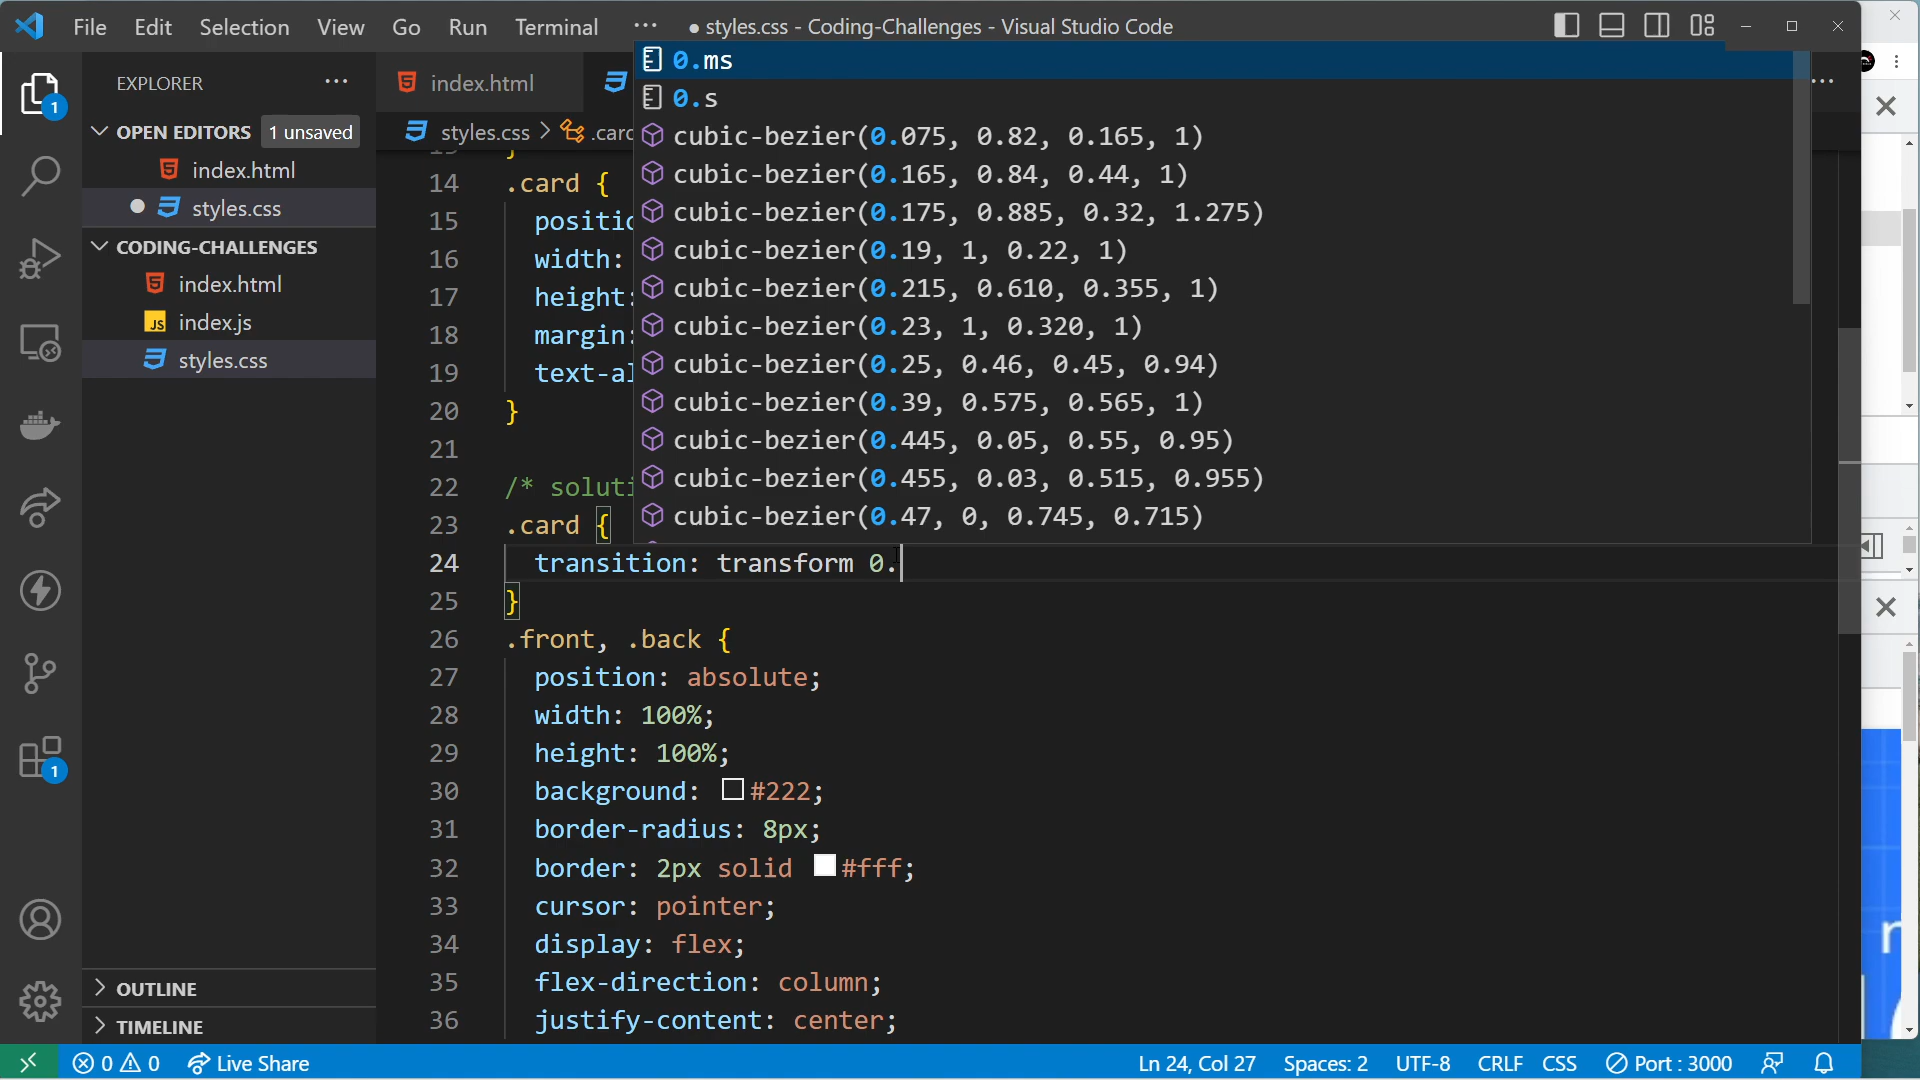 File Edit Selection View Go Run Terminal ··· ● styles.css - Coding-Challenges - Visual Studio Code
EXPLORER ···
OPEN EDITORS 1 unsaved
index.html
styles.css
CODING-CHALLENGES
index.html
JS index.js
styles.css
OUTLINE
TIMELINE
1
1
index.html
styles.css > .card
0.ms
0.s
cubic-bezier(0.075, 0.82, 0.165, 1)
cubic-bezier(0.165, 0.84, 0.44, 1)
cubic-bezier(0.175, 0.885, 0.32, 1.275)
cubic-bezier(0.19, 1, 0.22, 1)
cubic-bezier(0.215, 0.610, 0.355, 1)
cubic-bezier(0.23, 1, 0.320, 1)
cubic-bezier(0.25, 0.46, 0.45, 0.94)
cubic-bezier(0.39, 0.575, 0.565, 1)
cubic-bezier(0.445, 0.05, 0.55, 0.95)
cubic-bezier(0.455, 0.03, 0.515, 0.955)
cubic-bezier(0.47, 0, 0.745, 0.715)
14 .card {
15 positio
16 width:
17 height:
18 margin:
19 text-al
20 }
21
22 /* soluti
23 .card {
24 transition: transform 0.
25 }
26 .front, .back {
27 position: absolute;
28 width: 100%;
29 height: 100%;
30 background: #222;
31 border-radius: 8px;
32 border: 2px solid #fff;
33 cursor: pointer;
34 display: flex;
35 flex-direction: column;
36 justify-content: center;
0 0 Live Share Ln 24, Col 27 Spaces: 2 UTF-8 CRLF CSS Port : 3000